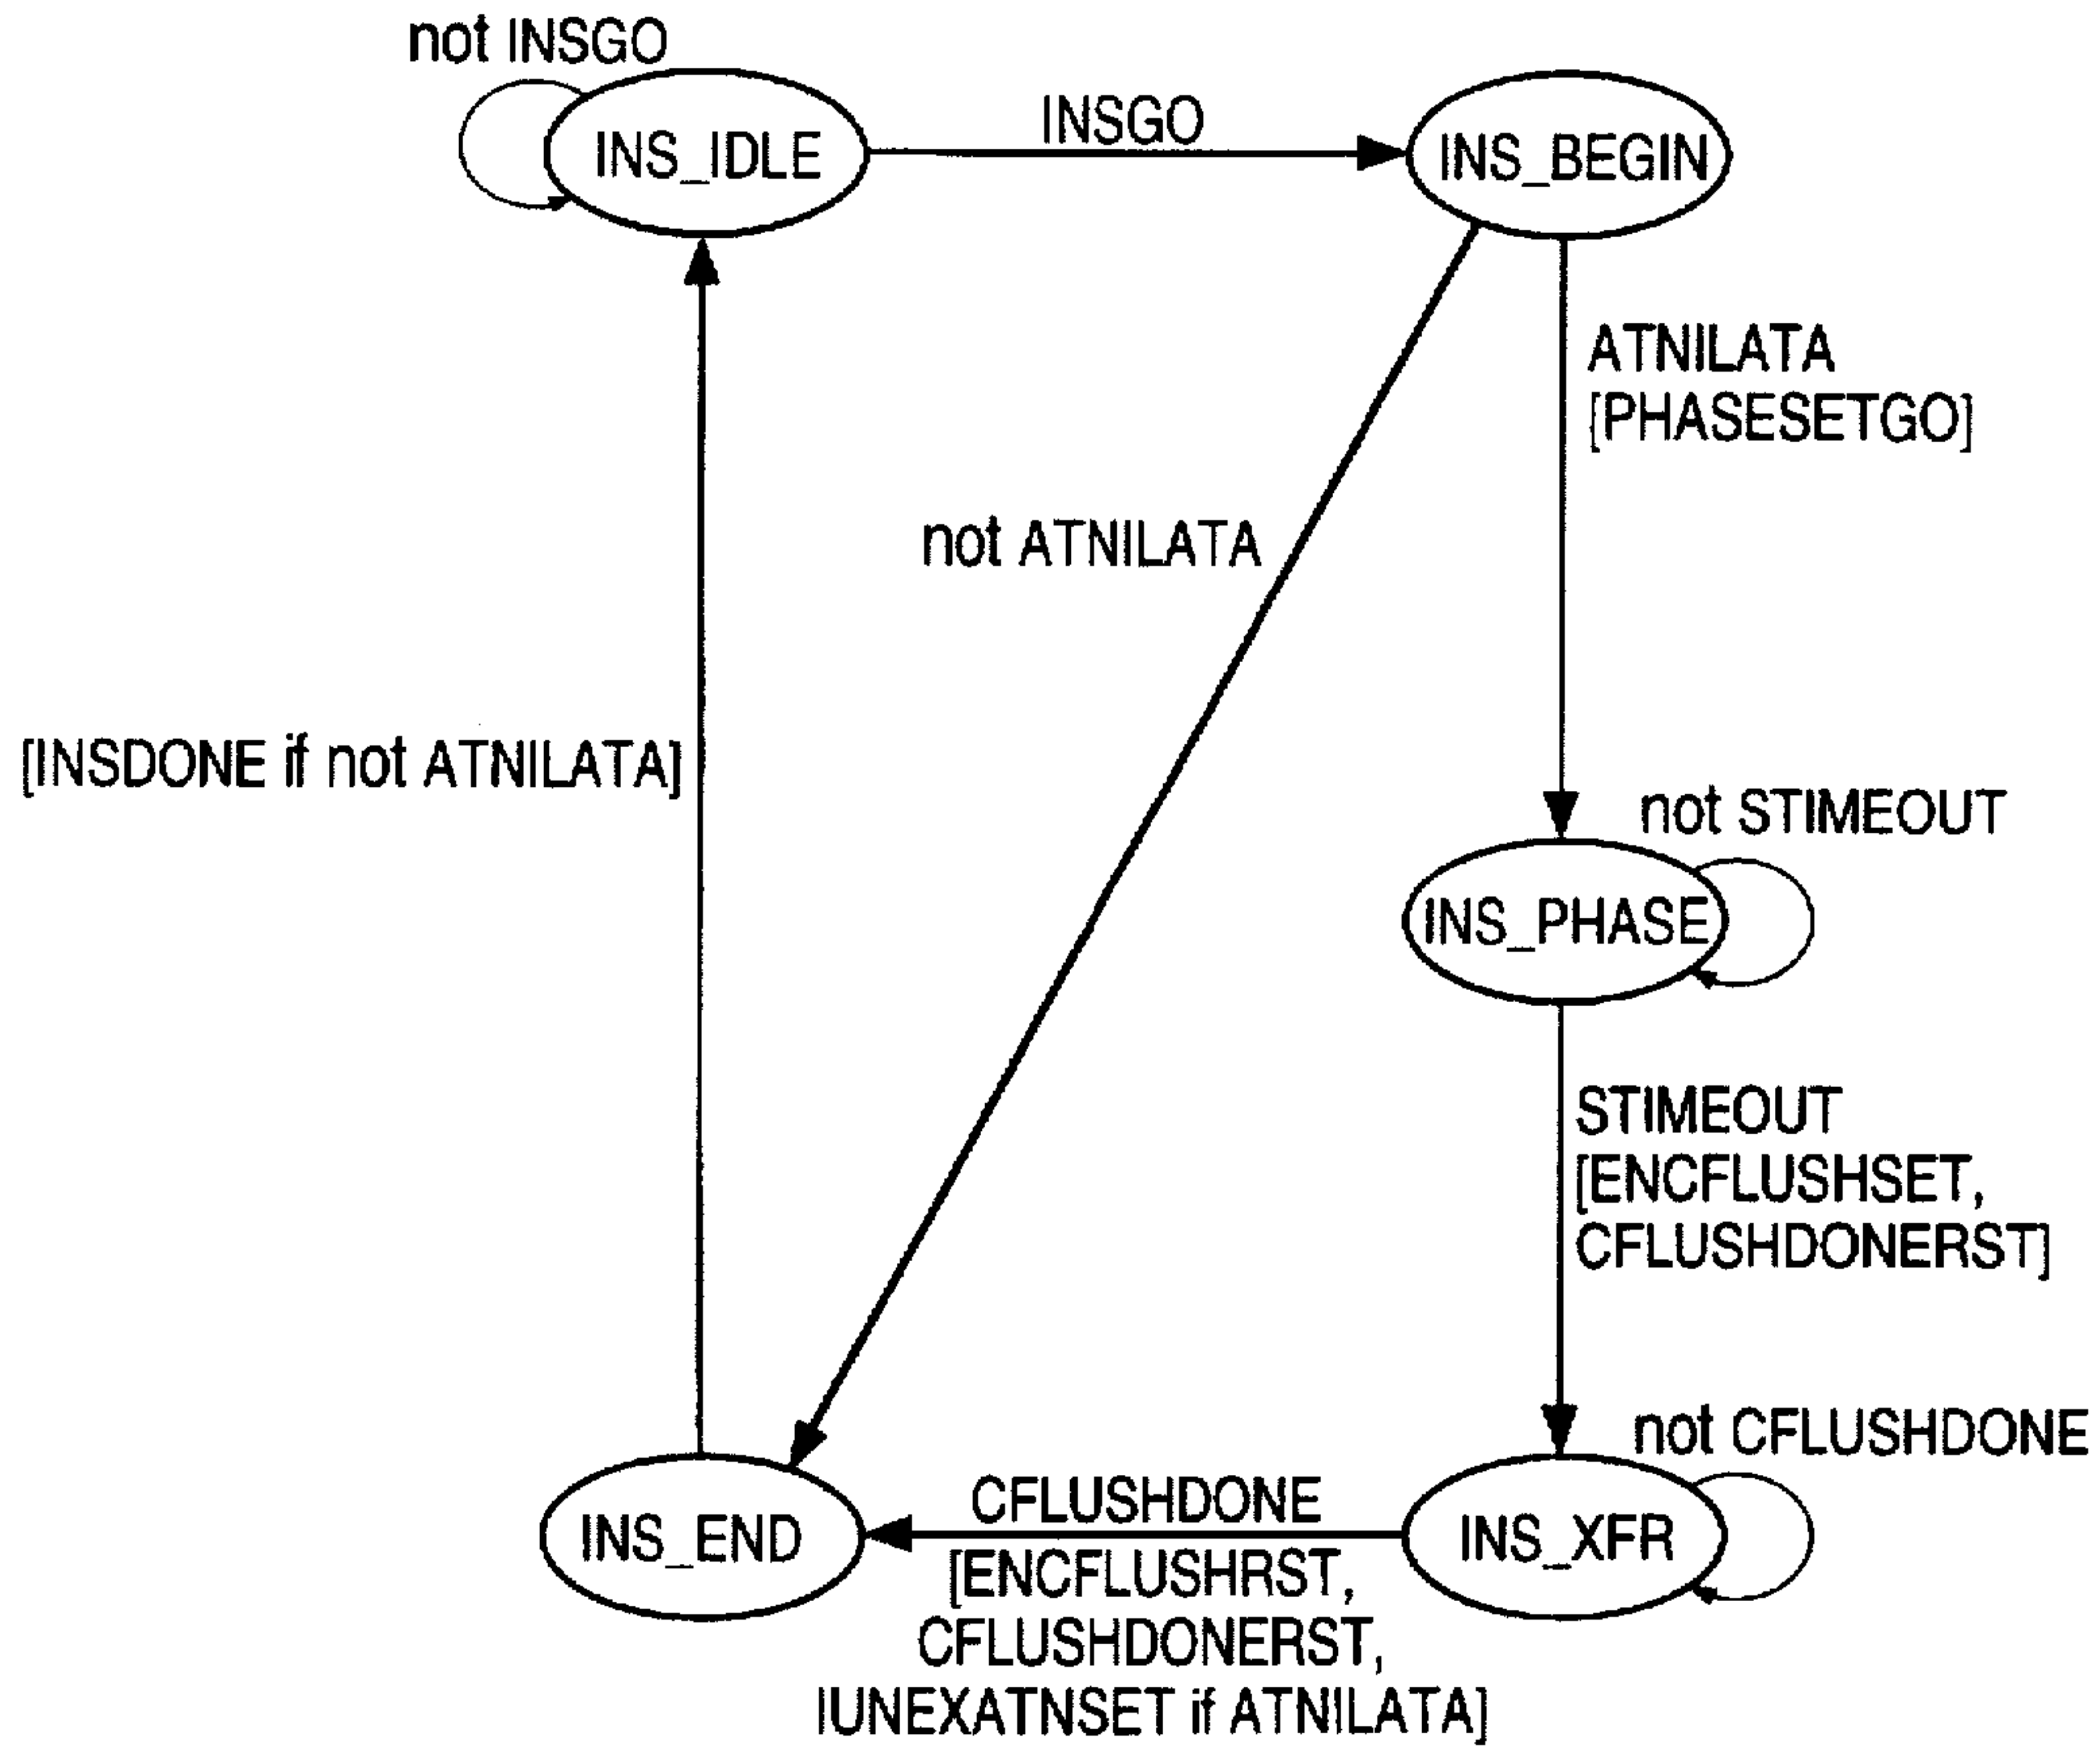 not INSGO
INS_IDLE
INSGO
INS_BEGIN
ATNILATA
[PHASESETGO]
not ATNILATA
[INSDONE if not ATNILATA]
not STIMEOUT
INS_PHASE
STIMEOUT
[ENCFLUSHSET,
CFLUSHDONERST]
not CFLUSHDONE
INS_XFR
CFLUSHDONE
[ENCFLUSHRST,
CFLUSHDONERST,
IUNEXATNSET if ATNILATA]
INS_END